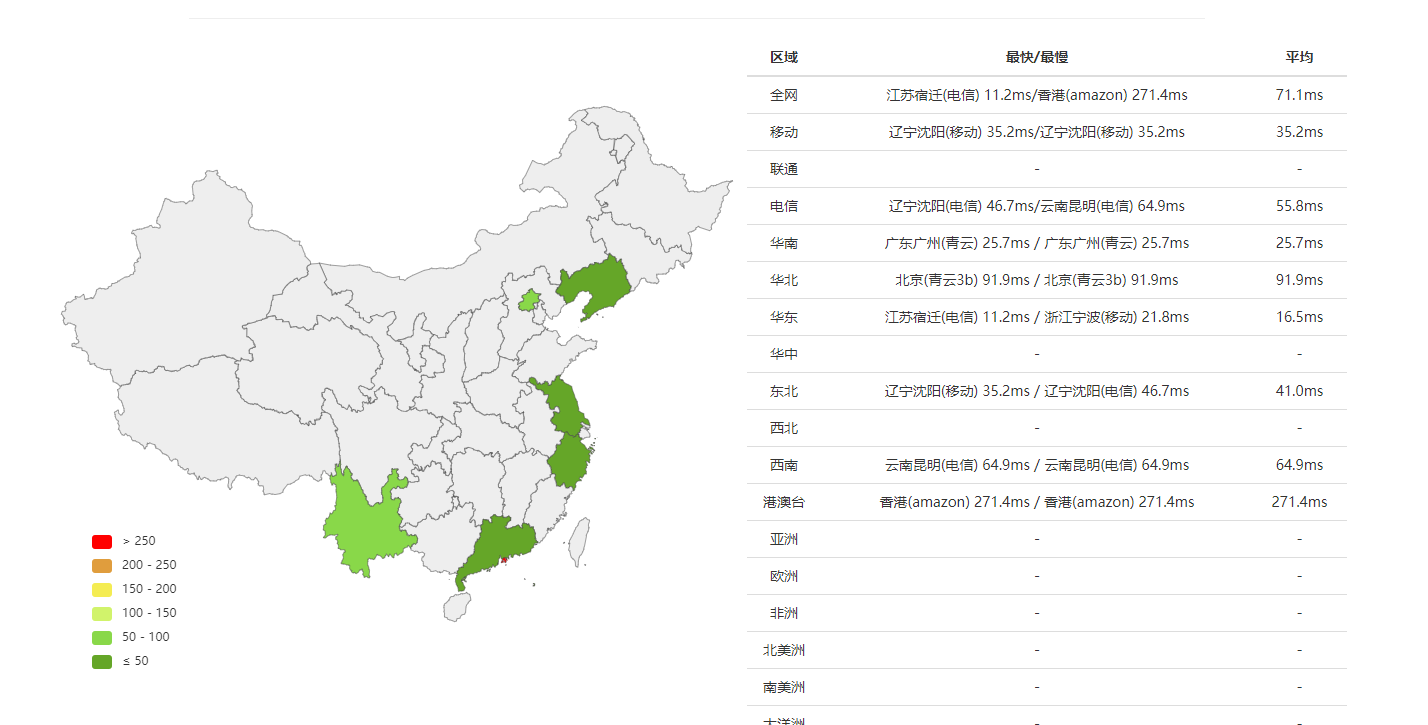 区域 最快/最慢 平均
全网 江苏宿迁(电信) 11.2ms/香港(amazon) 271.4ms 71.1ms
移动 辽宁沈阳(移动) 35.2ms/辽宁沈阳(移动) 35.2ms 35.2ms
联通 - -
电信 辽宁沈阳(电信) 46.7ms/云南昆明(电信) 64.9ms 55.8ms
华南 广东广州(青云) 25.7ms / 广东广州(青云) 25.7ms 25.7ms
华北 北京(青云3b) 91.9ms / 北京(青云3b) 91.9ms 91.9ms
华东 江苏宿迁(电信) 11.2ms / 浙江宁波(移动) 21.8ms 16.5ms
华中 - -
东北 辽宁沈阳(移动) 35.2ms / 辽宁沈阳(电信) 46.7ms 41.0ms
西北 - -
西南 云南昆明(电信) 64.9ms / 云南昆明(电信) 64.9ms 64.9ms
港澳台 香港(amazon) 271.4ms / 香港(amazon) 271.4ms 271.4ms
亚洲 - -
欧洲 - -
非洲 - -
北美洲 - -
南美洲 - -
大洋洲 - -
> 250
200 - 250
150 - 200
100 - 150
50 - 100
≤ 50